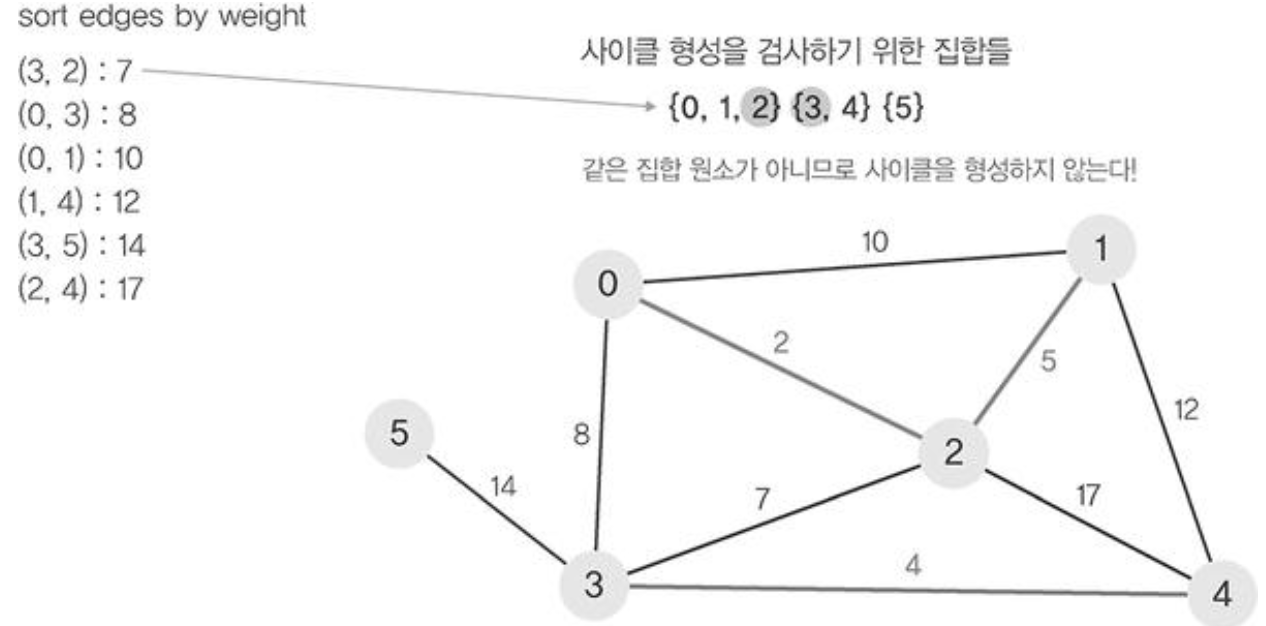 sort edges by weight
(3, 2) : 7
(0, 3) : 8
(0, 1) : 10
(1, 4) : 12
(3, 5) : 14
(2, 4) : 17
사이클 형성을 검사하기 위한 집합들
{0, 1, 2} {3, 4} {5}
같은 집합 원소가 아니므로 사이클을 형성하지 않는다!
10
1
0
2
5
12
5
8
2
14
7
17
4
3
4